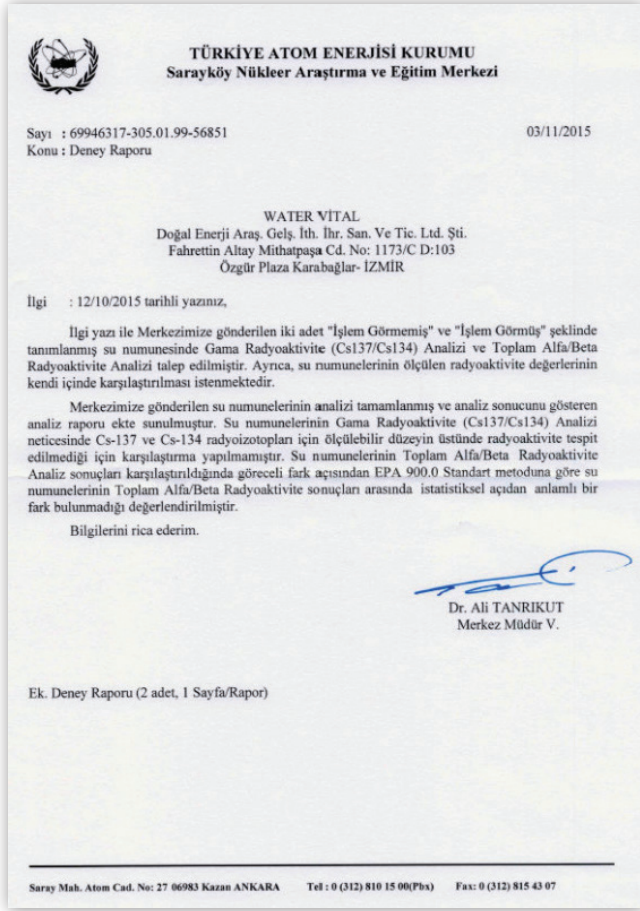 TÜRKİYE ATOM ENERJİSİ KURUMU
Sarayköy Nükleer Araştırma ve Eğitim Merkezi
Sayı : 69946317-305.01.99-56851
03/11/2015
Konu : Deney Raporu
WATER VİTAL
Doğal Enerji Araş. Gelş. İth. İhr. San. Ve Tic. Ltd. Şti.
Fahrettin Altay Mithatpaşa Cd. No: 1173/C D:103
Özgür Plaza Karabağlar- İZMİR
İlgi : 12/10/2015 tarihli yazınız,
İlgi yazı ile Merkezimize gönderilen iki adet "İşlem Görmemiş" ve "İşlem Görmüş" şeklinde
tanımlanmış su numunesinde Gama Radyoaktivite (Cs137/Cs134) Analizi ve Toplam Alfa/Beta
Radyoaktivite Analizi talep edilmiştir. Ayrıca, su numunelerinin ölçülen radyoaktivite değerlerinin
kendi içinde karşılaştırılması istenmektedir.
Merkezimize gönderilen su numunelerinin analizi tamamlanmış ve analiz sonucunu gösteren
analiz raporu ekte sunulmuştur. Su numunelerinin Gama Radyoaktivite (Cs137/Cs134) Analizi
neticesinde Cs-137 ve Cs-134 radyoizotopları için ölçülebilir düzeyin üstünde radyoaktivite tespit
edilmediği için karşılaştırma yapılmamıştır. Su numunelerinin Toplam Alfa/Beta Radyoaktivite
Analiz sonuçları karşılaştırıldığında göreceli fark açısından EPA 900.0 Standart metoduna göre su
numunelerinin Toplam Alfa/Beta Radyoaktivite sonuçları arasında istatistiksel açıdan anlamlı bir
fark bulunmadığı değerlendirilmiştir.
Bilgilerini rica ederim.
Dr. Ali TANRIKUT
Merkez Müdür V.
Ek. Deney Raporu (2 adet, 1 Sayfa/Rapor)
Saray Mah. Atom Cad. No: 27 06983 Kazan ANKARA Tel : 0 (312) 810 15 00(Pbx) Fax: 0 (312) 815 43 07